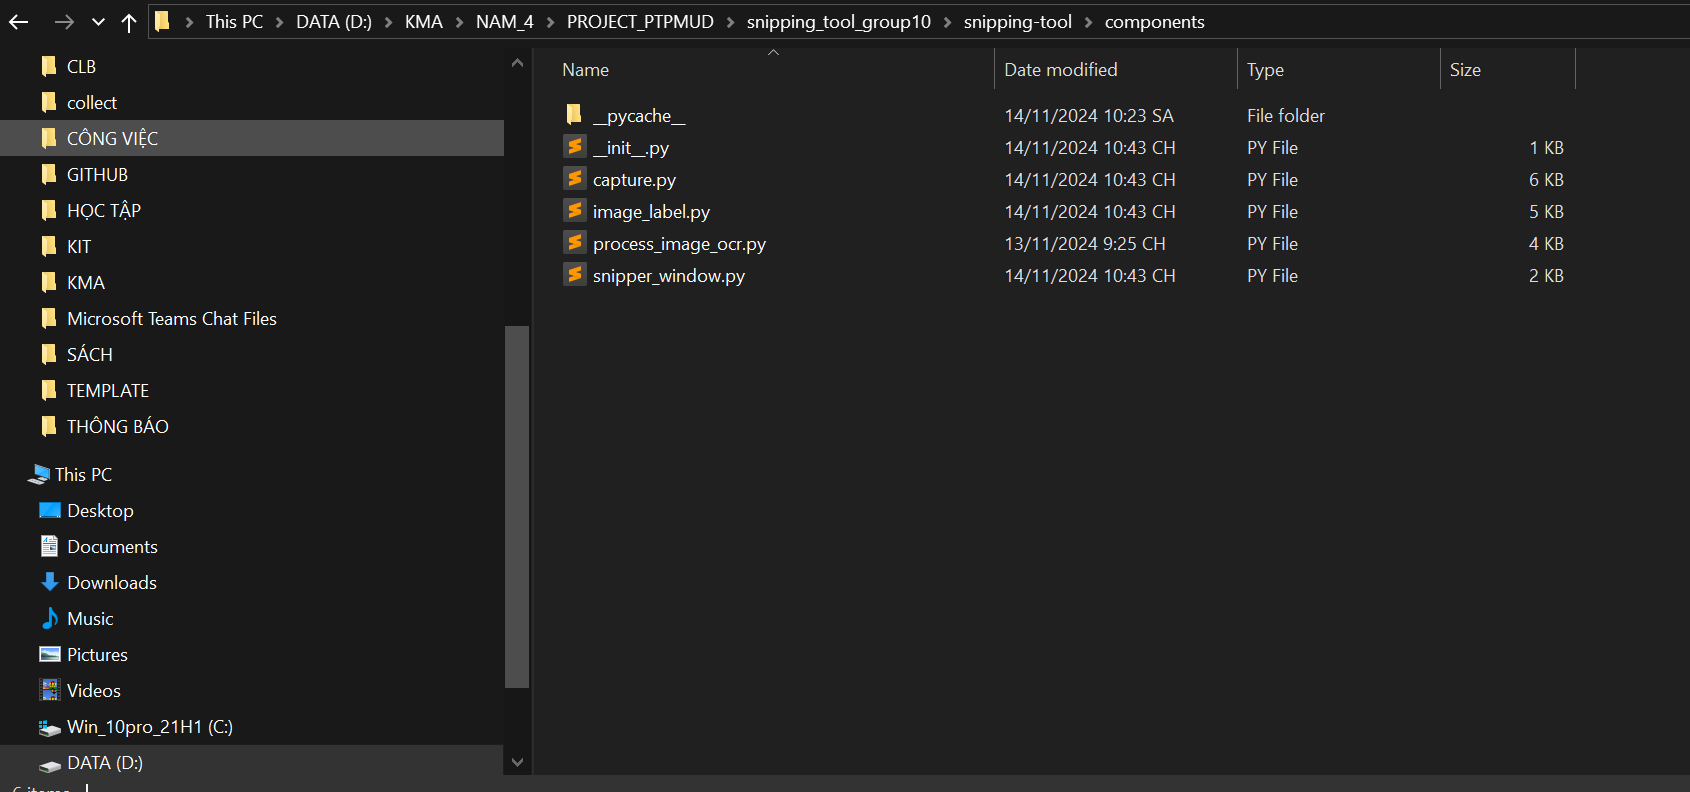 This PC > DATA (D:) > KMA > NAM_4 > PROJECT_PTPMUD > snipping_tool_group10 > snipping-tool > components
CLB
collect
CÔNG VIỆC
GITHUB
HỌC TẬP
KIT
KMA
Microsoft Teams Chat Files
SÁCH
TEMPLATE
THÔNG BÁO
This PC
Desktop
Documents
Downloads
Music
Pictures
Videos
Win_10pro_21H1 (C:)
DATA (D:)
Name Date modified Type Size
__pycache__ 14/11/2024 10:23 SA File folder
__init__.py 14/11/2024 10:43 CH PY File 1 KB
capture.py 14/11/2024 10:43 CH PY File 6 KB
image_label.py 14/11/2024 10:43 CH PY File 5 KB
process_image_ocr.py 13/11/2024 9:25 CH PY File 4 KB
snipper_window.py 14/11/2024 10:43 CH PY File 2 KB
6 items